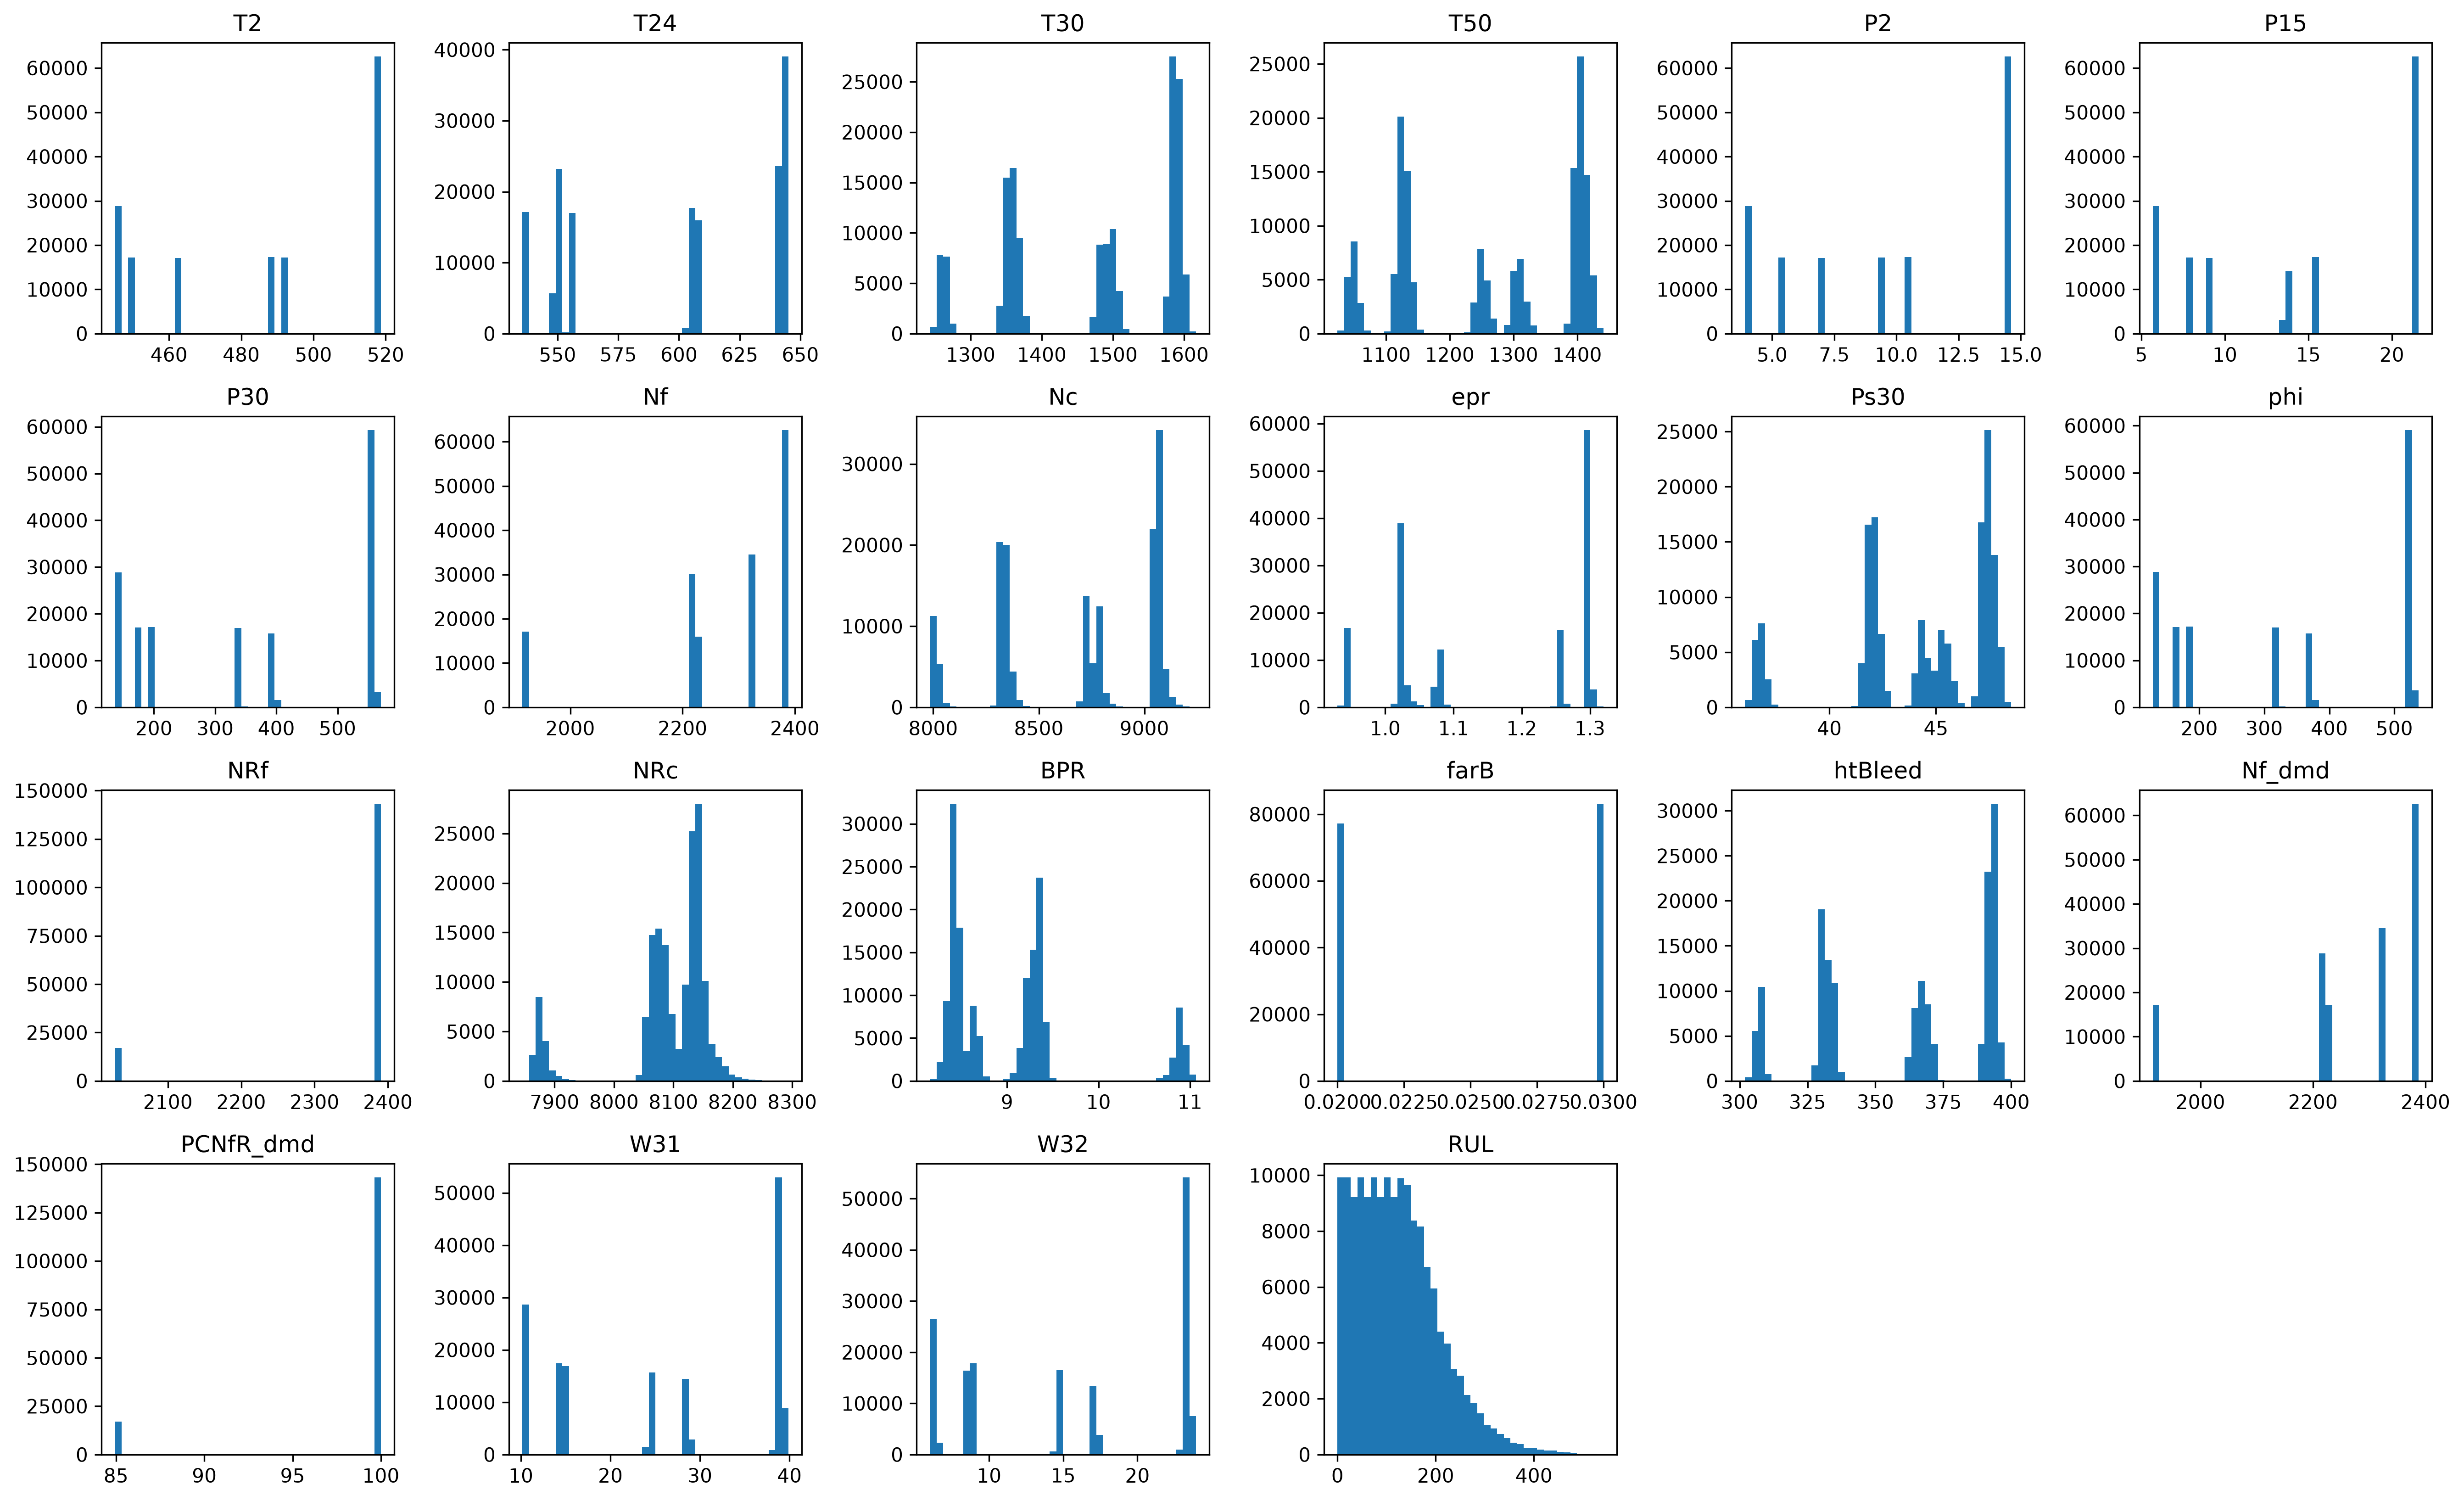 T2 T24 T30 T50 P2 P15
60000 50000 40000 30000 20000 10000 0
460 480 500 520
40000 30000 20000 10000 0
550 575 600 625 650
25000 20000 15000 10000 5000 0
1300 1400 1500 1600
25000 20000 15000 10000 5000 0
1100 1200 1300 1400
60000 50000 40000 30000 20000 10000 0
5.0 7.5 10.0 12.5 15.0
60000 50000 40000 30000 20000 10000 0
5 10 15 20
P30 Nf Nc epr Ps30 phi
60000 50000 40000 30000 20000 10000 0
200 300 400 500
60000 50000 40000 30000 20000 10000 0
2000 2200 2400
30000 20000 10000 0
8000 8500 9000
60000 50000 40000 30000 20000 10000 0
1.0 1.1 1.2 1.3
25000 20000 15000 10000 5000 0
40 45
60000 50000 40000 30000 20000 10000 0
200 300 400 500
NRf NRc BPR farB htBleed Nf_dmd
150000 125000 100000 75000 50000 25000 0
2100 2200 2300 2400
25000 20000 15000 10000 5000 0
7900 8000 8100 8200 8300
30000 25000 20000 15000 10000 5000 0
9 10 11
80000 60000 40000 20000 0
0.0200 0.0225 0.0250 0.0275 0.0300
30000 25000 20000 15000 10000 5000 0
300 325 350 375 400
60000 50000 40000 30000 20000 10000 0
2000 2200 2400
PCNfR_dmd W31 W32 RUL
150000 125000 100000 75000 50000 25000 0
85 90 95 100
50000 40000 30000 20000 10000 0
10 20 30 40
50000 40000 30000 20000 10000 0
10 15 20
10000 8000 6000 4000 2000 0
0 200 400